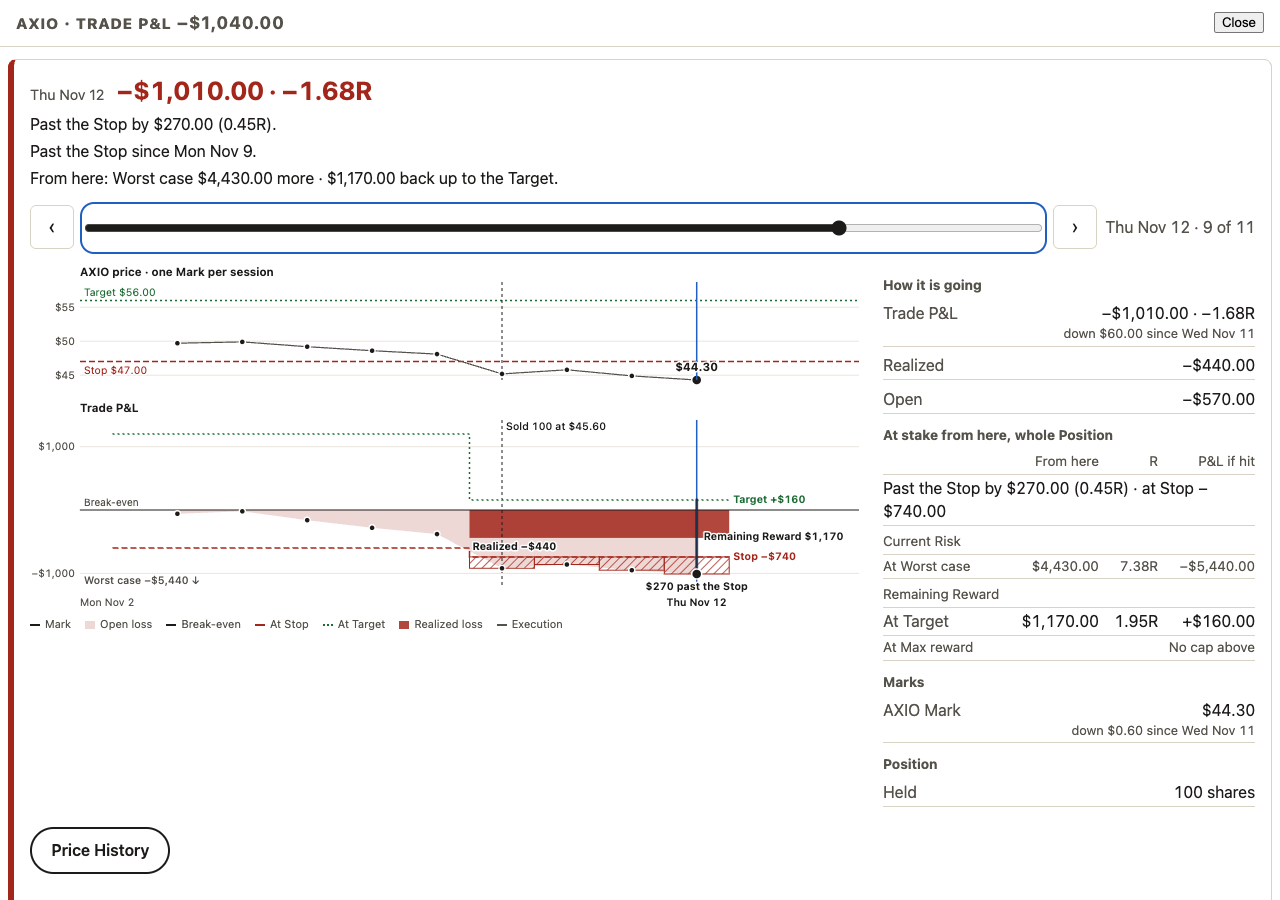 AXIO · TRADE P&L −$1,040.00
Close
Thu Nov 12 −$1,010.00 · −1.68R
Past the Stop by $270.00 (0.45R).
Past the Stop since Mon Nov 9.
From here: Worst case $4,430.00 more · $1,170.00 back up to the Target.
‹
›
Thu Nov 12 · 9 of 11
AXIO price · one Mark per session
Target $56.00
$55
$50
Stop $47.00
$45
$44.30
Trade P&L
Sold 100 at $45.60
$1,000
Target +$160
Break-even
Remaining Reward $1,170
Realized −$440
Stop −$740
−$1,000
Worst case −$5,440 ↓
$270 past the Stop
Mon Nov 2
Thu Nov 12
Mark
Open loss
Break-even
At Stop
At Target
Realized loss
Execution
How it is going
Trade P&L −$1,010.00 · −1.68R
down $60.00 since Wed Nov 11
Realized −$440.00
Open −$570.00
At stake from here, whole Position
From here R P&L if hit
Past the Stop by $270.00 (0.45R) · at Stop −
$740.00
Current Risk
At Worst case $4,430.00 7.38R −$5,440.00
Remaining Reward
At Target $1,170.00 1.95R +$160.00
At Max reward No cap above
Marks
AXIO Mark $44.30
down $0.60 since Wed Nov 11
Position
Held 100 shares
Price History